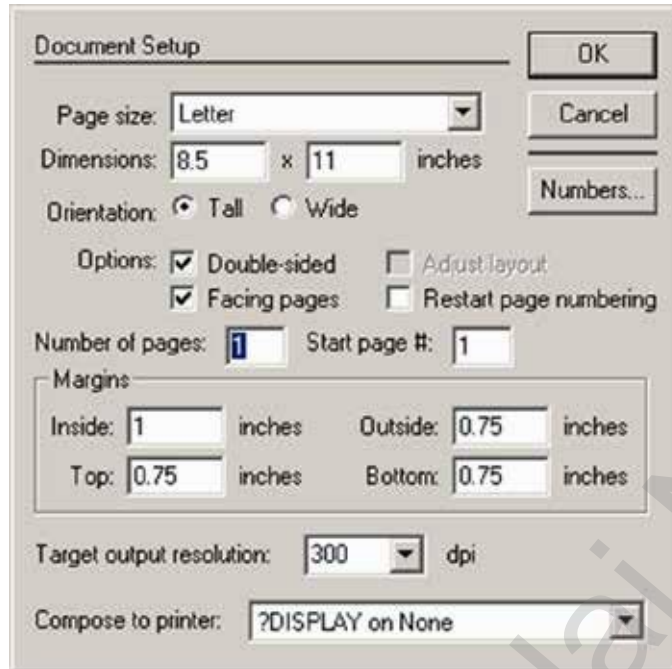 Document Setup
OK
Page size: Letter
Cancel
Dimensions: 8.5 x 11 inches
Numbers...
Orientation: Tall Wide
Options: Double-sided Adjust layout
Facing pages Restart page numbering
Number of pages: 1 Start page #: 1
Margins
Inside: 1 inches Outside: 0.75 inches
Top: 0.75 inches Bottom: 0.75 inches
Target output resolution: 300 dpi
Compose to printer: ?DISPLAY on None